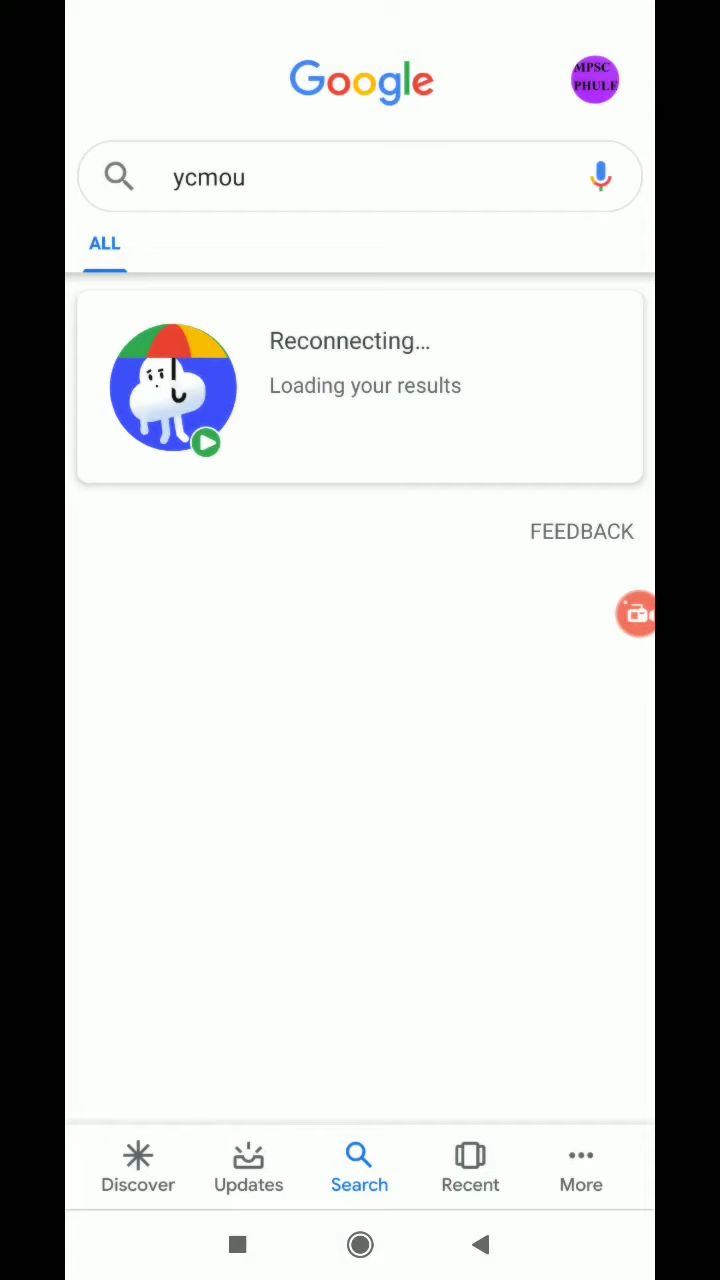 Google
MPSC
PHULE
ycmou
ALL
Reconnecting...
Loading your results
FEEDBACK
Discover
Updates
Search
Recent
More